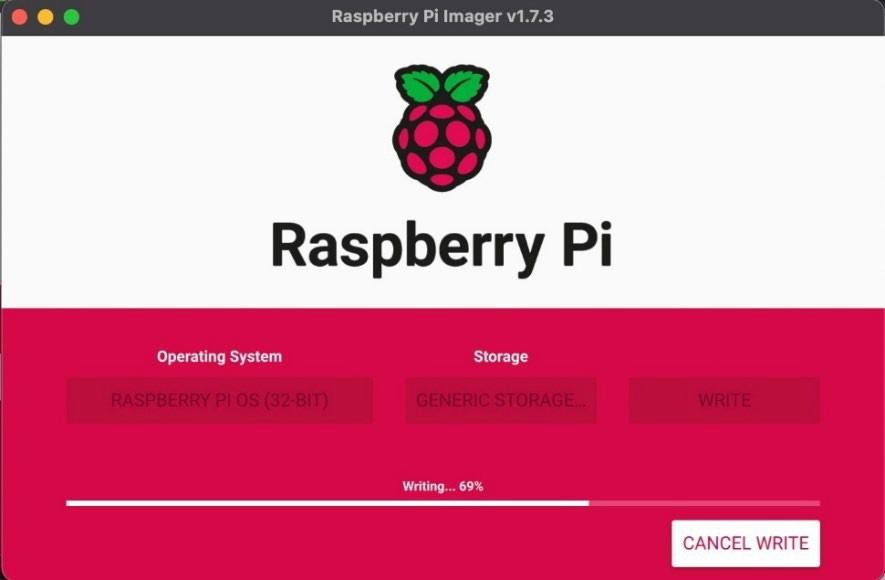 Raspberry Pi Imager v1.7.3
Raspberry Pi
Operating System
Storage
RASPBERRY PI OS (32-BIT)
GENERIC STORAGE...
WRITE
Writing... 69%
CANCEL WRITE